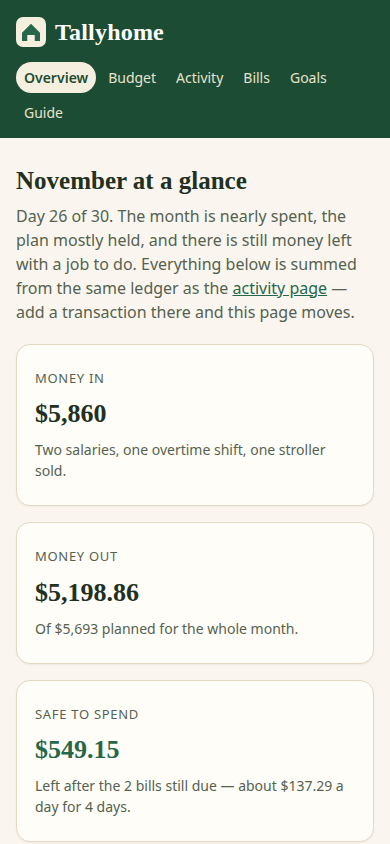 Tallyhome
Overview Budget Activity Bills Goals
Guide
November at a glance
Day 26 of 30. The month is nearly spent, the
plan mostly held, and there is still money left
with a job to do. Everything below is summed
from the same ledger as the activity page —
add a transaction there and this page moves.
MONEY IN
$5,860
Two salaries, one overtime shift, one stroller
sold.
MONEY OUT
$5,198.86
Of $5,693 planned for the whole month.
SAFE TO SPEND
$549.15
Left after the 2 bills still due — about $137.29 a
day for 4 days.